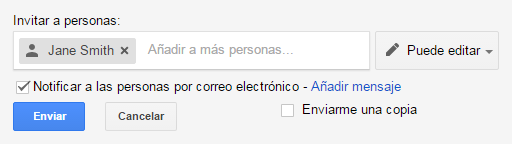 Invitar a personas:
Jane Smith × Añadir a más personas... Puede editar
Notificar a las personas por correo electrónico - Añadir mensaje
Enviar Cancelar Enviarme una copia